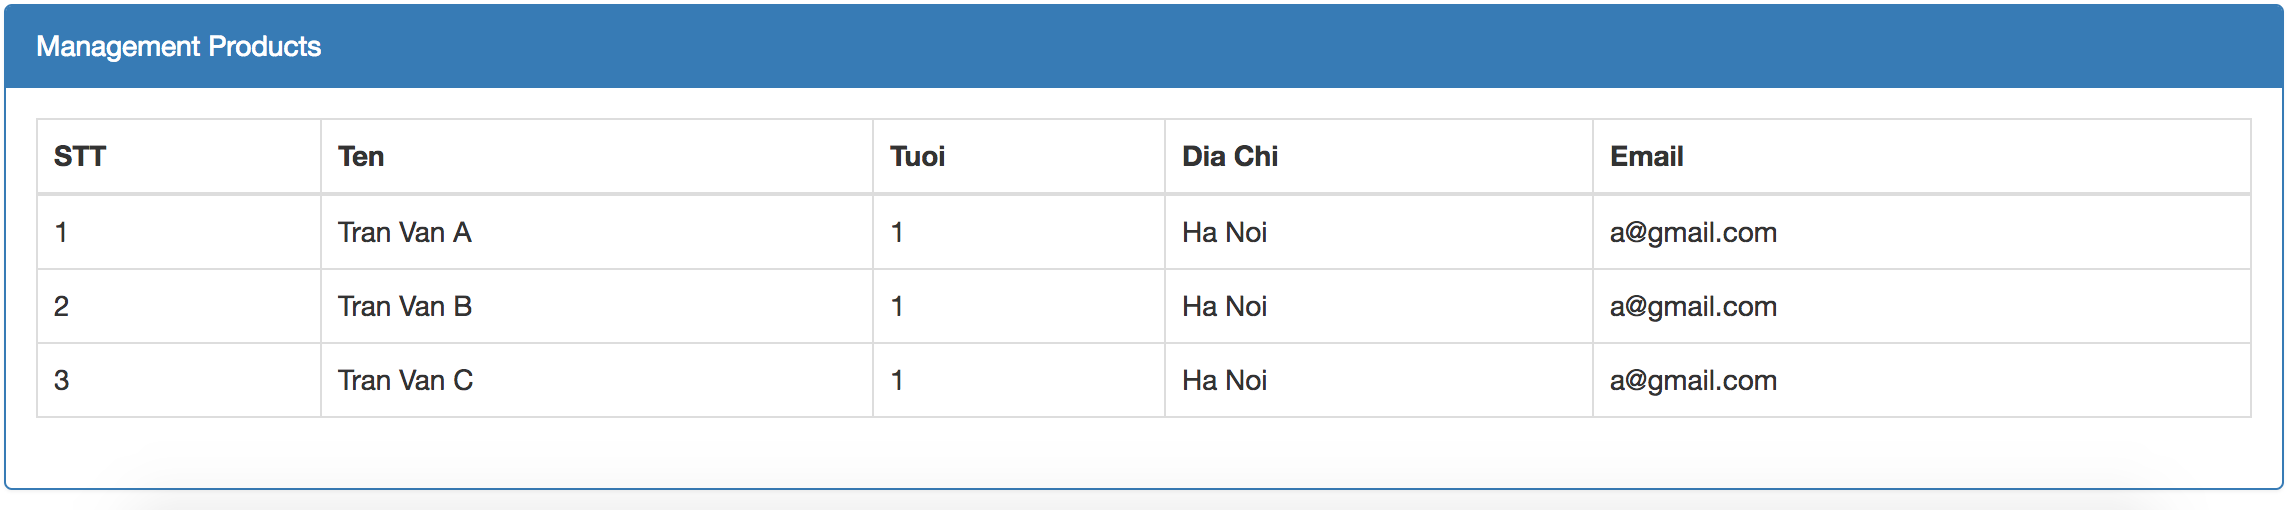 Management Products
STT Ten Tuoi Dia Chi Email
1 Tran Van A 1 Ha Noi a@gmail.com
2 Tran Van B 1 Ha Noi a@gmail.com
3 Tran Van C 1 Ha Noi a@gmail.com